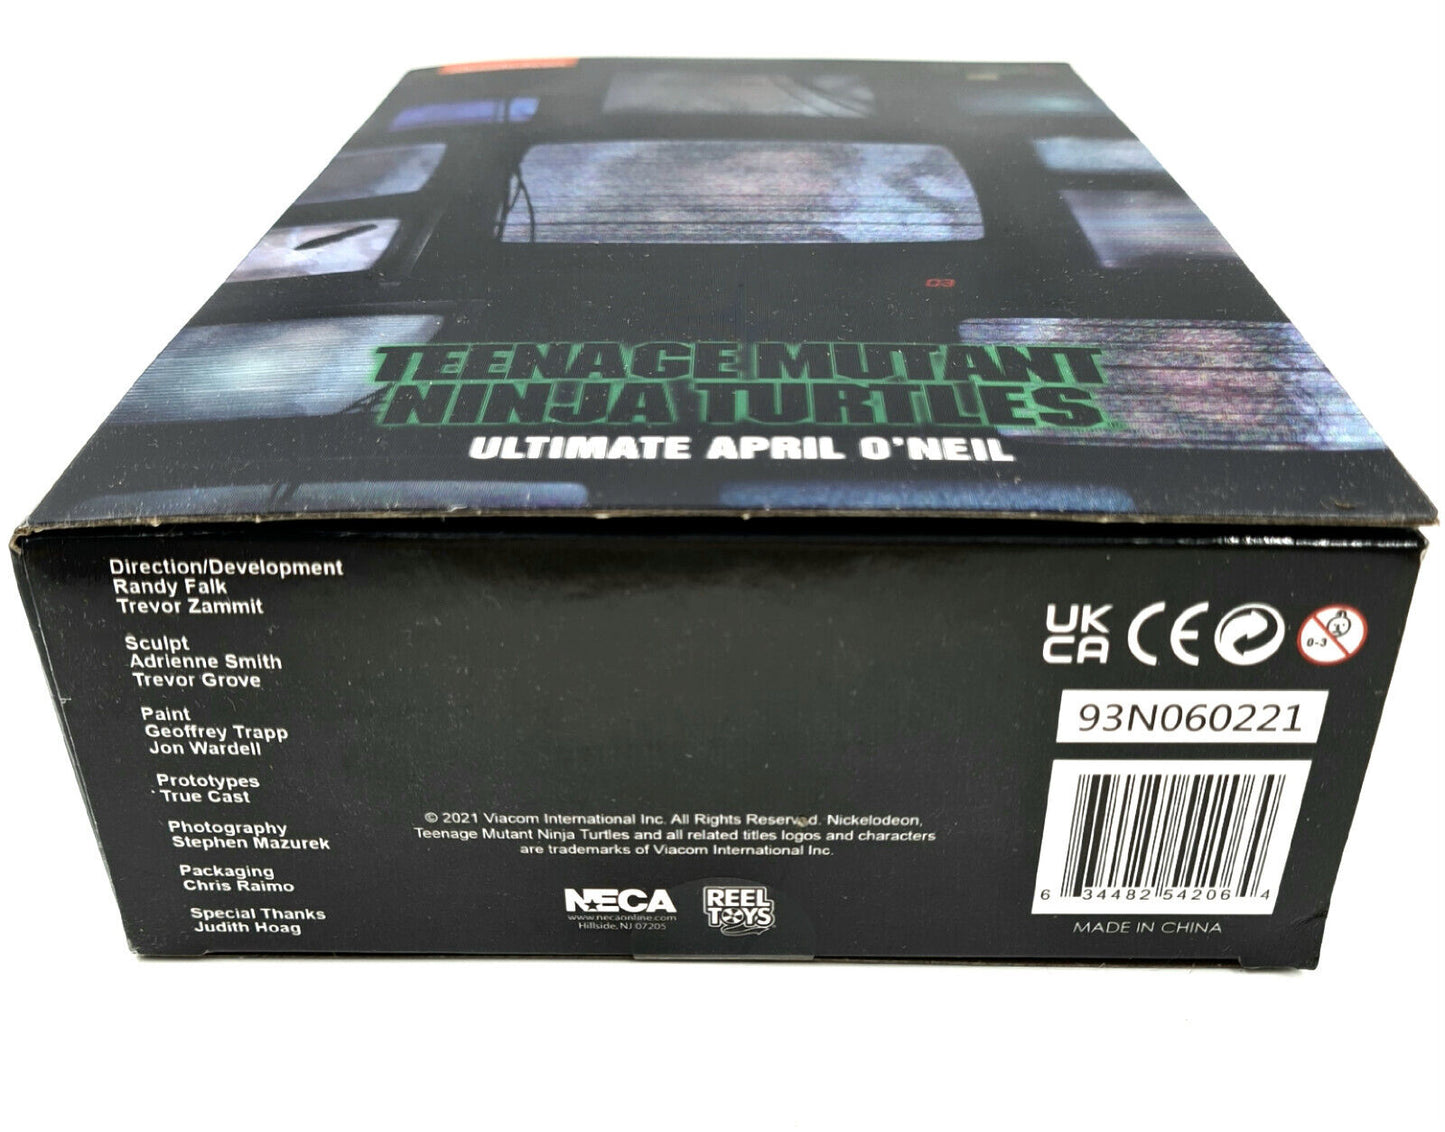 03
TEENAGE MUTANT
NINJA TURTLES
ULTIMATE APRIL O'NEIL
Direction/Development
Randy Falk
Trevor Zammit
Sculpt
Adrienne Smith
Trevor Grove
Paint
Geoffrey Trapp
Jon Wardell
Prototypes
True Cast
Photography
Stephen Mazurek
Packaging
Chris Raimo
Special Thanks
Judith Hoag
© 2021 Viacom International Inc. All Rights Reserved. Nickelodeon,
Teenage Mutant Ninja Turtles and all related titles logos and characters
are trademarks of Viacom International Inc.
NECA
www.necaonline.com
Hillside, NJ 07205
REEL
TOYS
UK
CA CE
0-3
93N060221
6 34482 54206 4
MADE IN CHINA